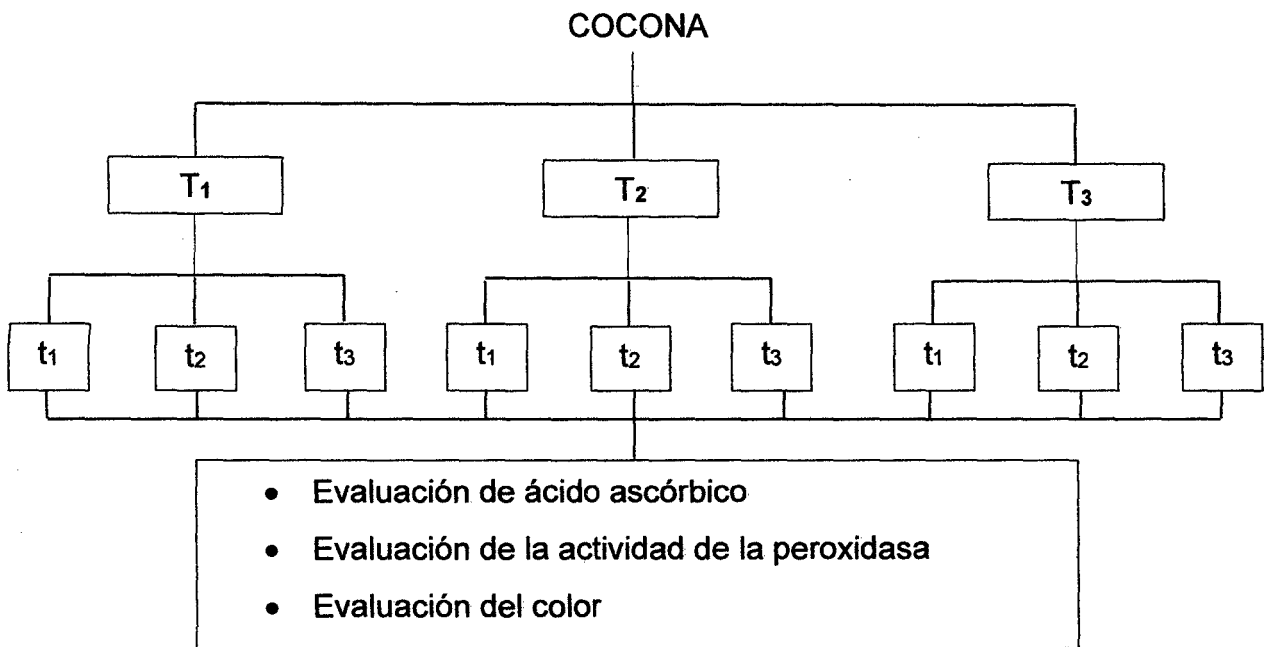 COCONA
T1 T2 T3
t1 t2 t3 t1 t2 t3 t1 t2 t3
• Evaluación de ácido ascórbico
• Evaluación de la actividad de la peroxidasa
• Evaluación del color